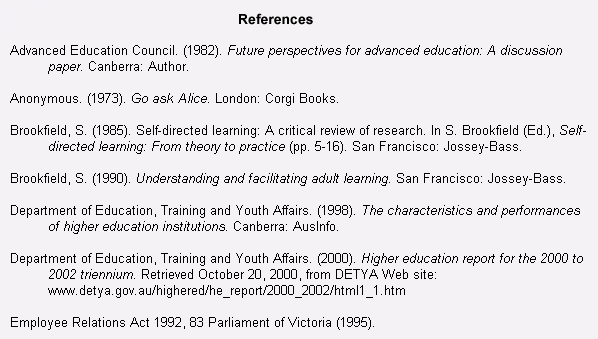 References
Advanced Education Council. (1982). Future perspectives for advanced education: A discussion
paper. Canberra: Author.
Anonymous. (1973). Go ask Alice. London: Corgi Books.
Brookfield, S. (1985). Self-directed learning: A critical review of research. In S. Brookfield (Ed.), Self-
directed learning: From theory to practice (pp. 5-16). San Francisco: Jossey-Bass.
Brookfield, S. (1990). Understanding and facilitating adult learning. San Francisco: Jossey-Bass.
Department of Education, Training and Youth Affairs. (1998). The characteristics and performances
of higher education institutions. Canberra: AusInfo.
Department of Education, Training and Youth Affairs. (2000). Higher education report for the 2000 to
2002 triennium. Retrieved October 20, 2000, from DETYA Web site:
www.detya.gov.au/highered/he_report/2000_2002/html1_1.htm
Employee Relations Act 1992, 83 Parliament of Victoria (1995).